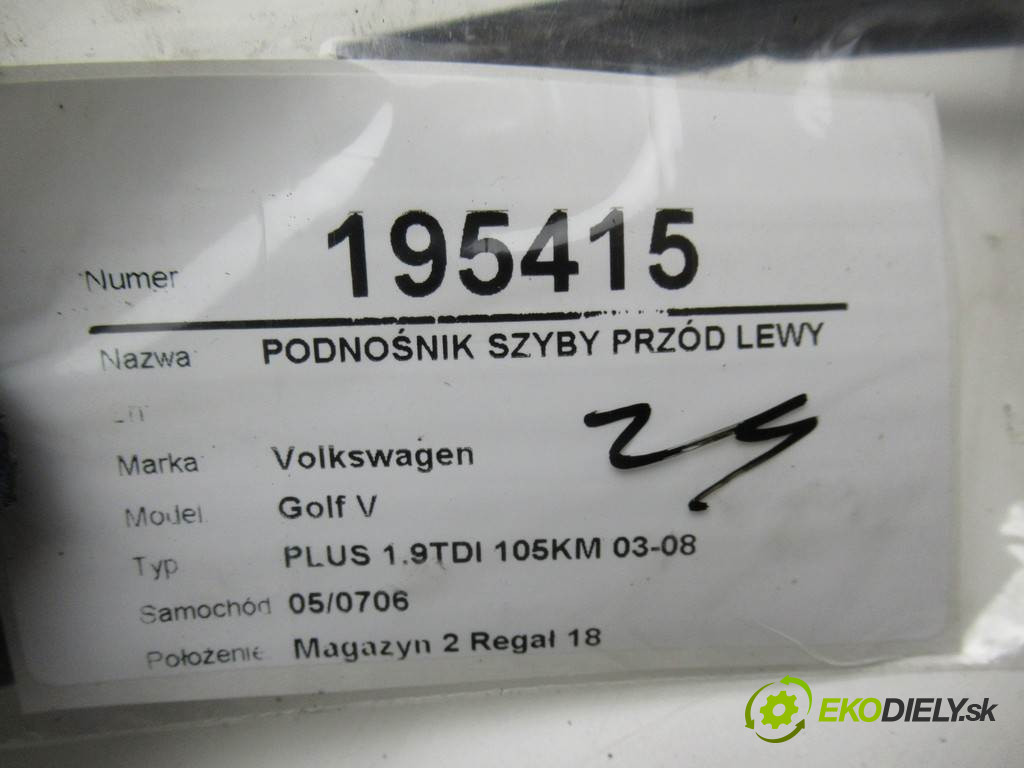 Numer 195415
Nazwa PODNOŚNIK SZYBY PRZÓD LEWY
Marka Volkswagen
Model Golf V
Typ PLUS 1.9TDI 105KM 03-08
Samochód 05/0706
Położenie Magazyn 2 Regał 18
EKODIELY.sk